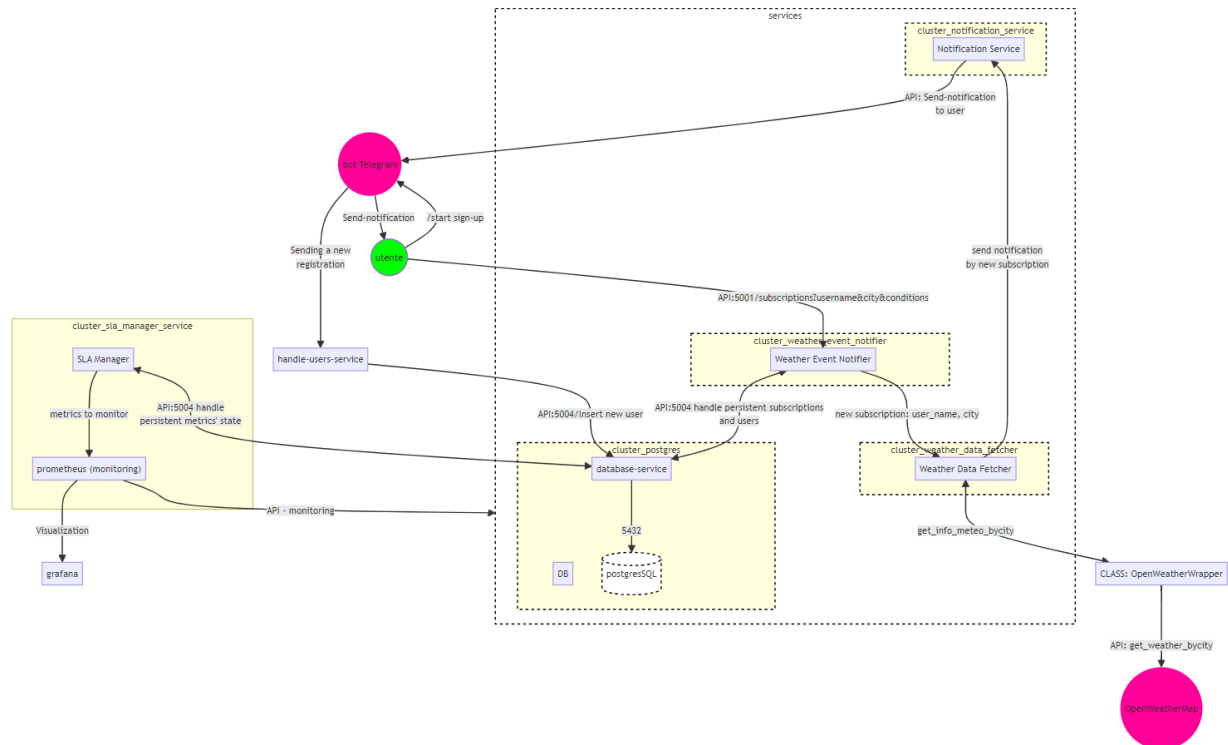 services
cluster_notification_service
Notification Service
API: Send-notification
to user
bot Telegram
Send-notification
/start sign-up
Sending a new
registration
utente
send notification
by new subscription
API:5001/subscriptions?username&city&conditions
cluster_sla_manager_service
SLA Manager
handle-users-service
cluster_weather_event_notifier
Weather Event Notifier
metrics to monitor
API:5004 handle
persistent metrics' state
API:5004/Insert new user
API:5004 handle persistent subscriptions
and users
new subscription: user_name, city
cluster_postgres
cluster_weather_data_fetcher
prometheus (monitoring)
database-service
Weather Data Fetcher
API - monitoring
Visualization
5432
get_info_meteo_bycity
grafana
DB
postgresSQL
CLASS: OpenWeatherWrapper
API: get_weather_bycity
OpenWeatherMap